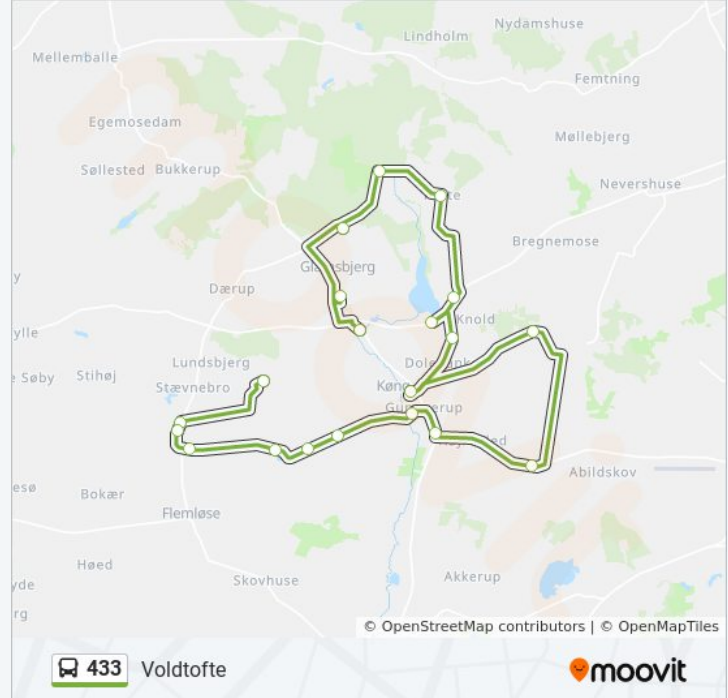 Nydamshuse
Lindholm
Mellemballe
Femtning
Egemosedam
Møllebjerg
Søllested
Bukkerup
Nevershuse
Bregnemose
Dærup
Knold
Lundsbjerg
e Søby
Stihøj
Stævnebro
Abildskov
Bokær
Flemløse
Høed
Skovhuse
Akkerup
© OpenStreetMap contributors | © OpenMapTiles
433 Voldtofte
moovit